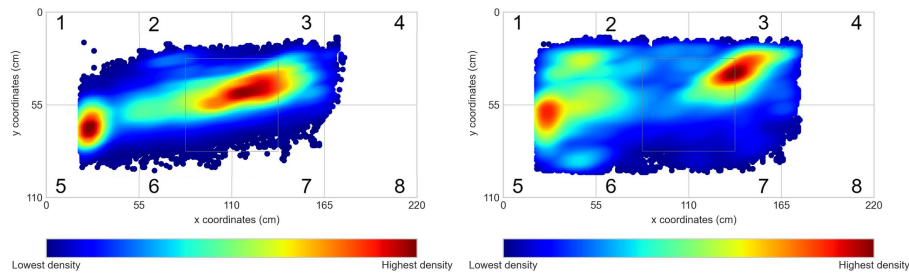 0
55
110
y coordinates (cm)
1 2 3 4
5 6 7 8
0 55 110 165 220
x coordinates (cm)
Lowest density Highest density
0
55
110
y coordinates (cm)
1 2 3 4
5 6 7 8
0 55 110 165 220
x coordinates (cm)
Lowest density Highest density